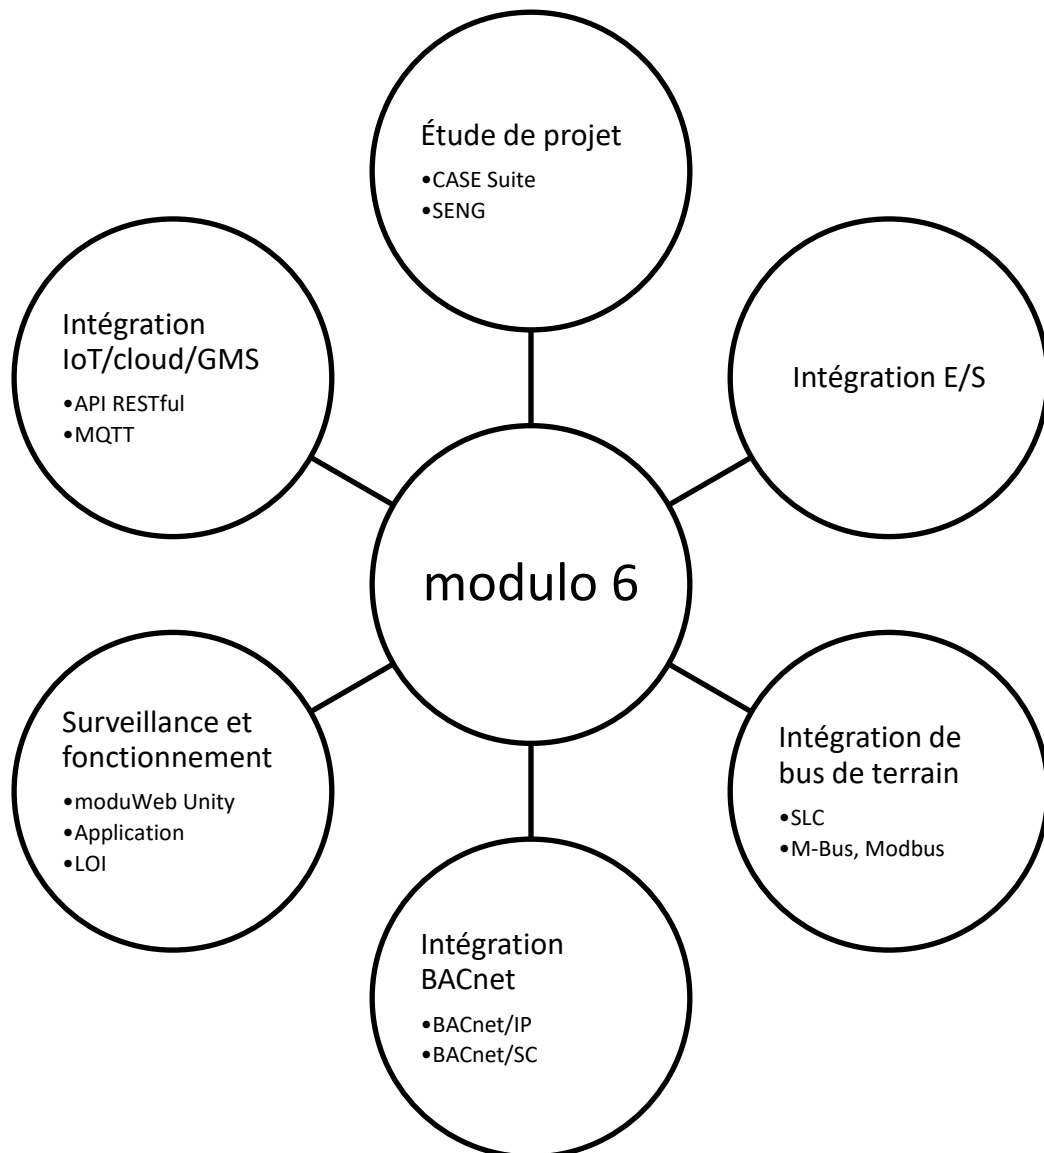 Étude de projet
•CASE Suite
•SENG
Intégration
IoT/cloud/GMS
•API RESTful
•MQTT
Intégration E/S
modulo 6
Surveillance et
fonctionnement
•moduWeb Unity
•Application
•LOI
Intégration de
bus de terrain
•SLC
•M-Bus, Modbus
Intégration
BACnet
•BACnet/IP
•BACnet/SC